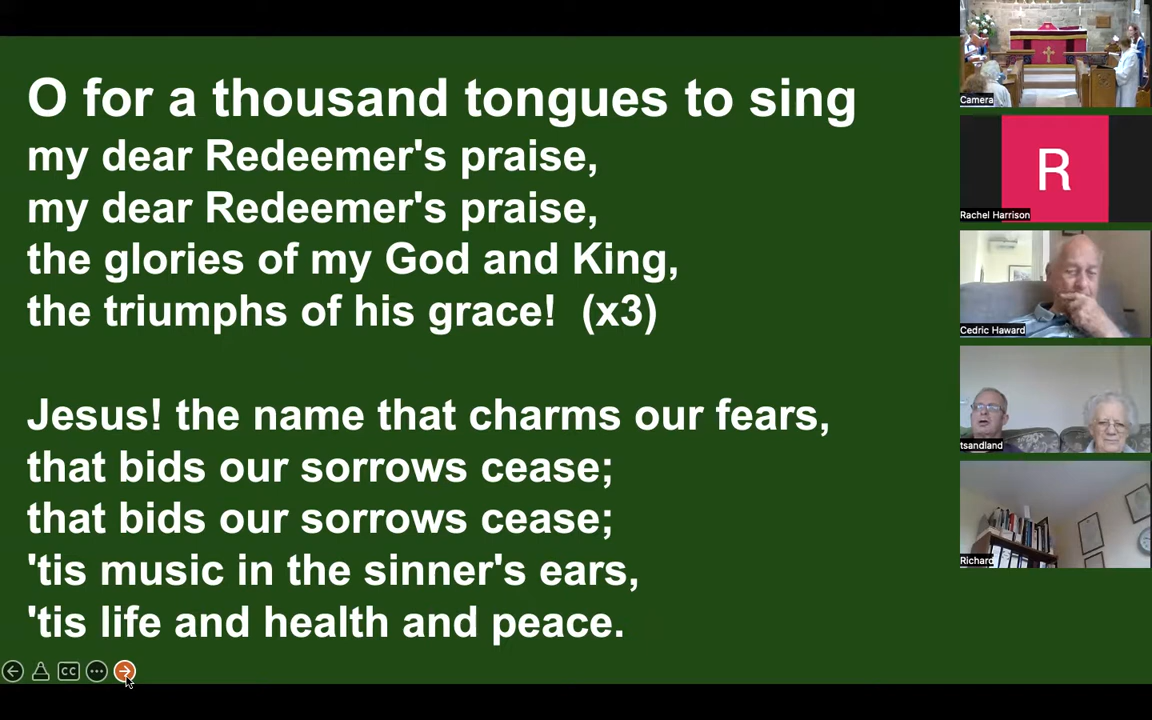 O for a thousand tongues to sing
my dear Redeemer's praise,
my dear Redeemer's praise,
the glories of my God and King,
the triumphs of his grace!  (x3)
Jesus! the name that charms our fears,
that bids our sorrows cease;
that bids our sorrows cease;
'tis music in the sinner's ears,
'tis life and health and peace.
CC
Camera
R
Rachel Harrison
Cedric Haward
tsandland
Richard